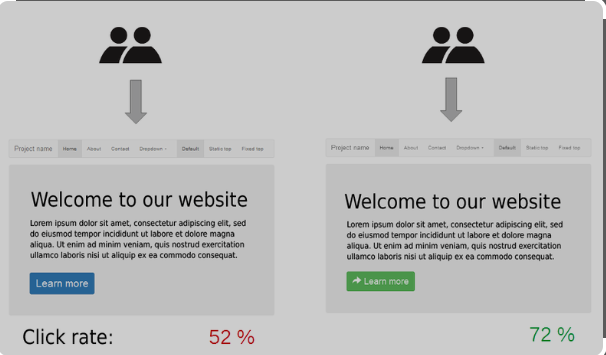 Project name Home About Contact Dropdown Default Static top Fixed top
Welcome to our website
Lorem ipsum dolor sit amet, consectetur adipiscing elit, sed
do eiusmod tempor incididunt ut labore et dolore magna
aliqua. Ut enim ad minim veniam, quis nostrud exercitation
ullamco laboris nisi ut aliquip ex ea commodo consequat.
Learn more
Project name Home About Contact Dropdown Default Static top Fixed top
Welcome to our website
Lorem ipsum dolor sit amet, consectetur adipiscing elit, sed
do eiusmod tempor incididunt ut labore et dolore magna
aliqua. Ut enim ad minim veniam, quis nostrud exercitation
ullamco laboris nisi ut aliquip ex ea commodo consequat.
Learn more
Click rate: 52 %
72 %